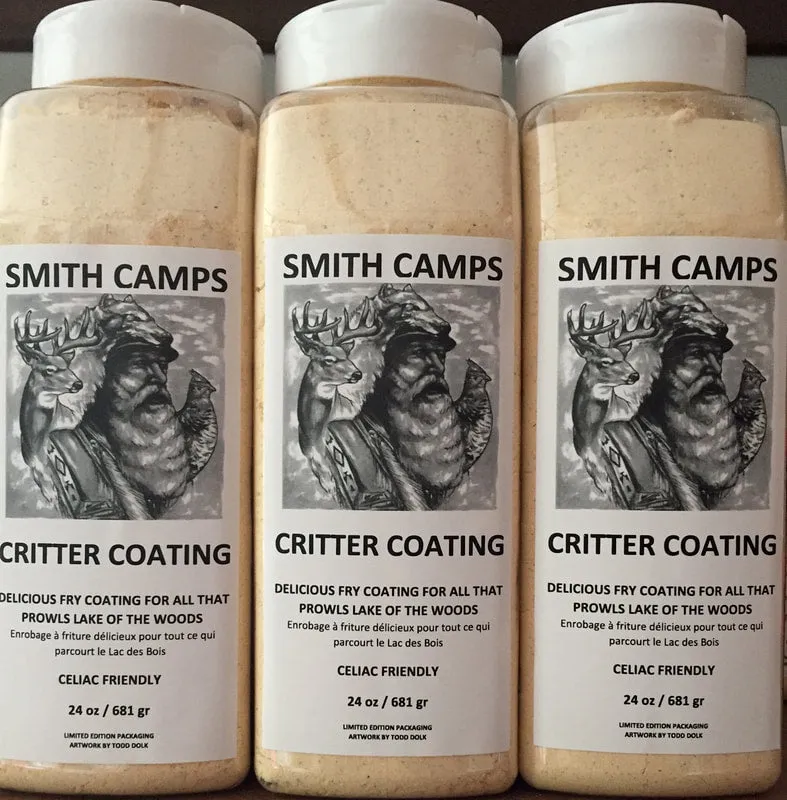 SMITH CAMPS
CRITTER COATING
DELICIOUS FRY COATING FOR ALL THAT
PROWLS LAKE OF THE WOODS
Enrobage à friture délicieux pour tout ce qui
parcourt le Lac des Bois
CELIAC FRIENDLY
24 oz / 681 gr
LIMITED EDITION PACKAGING
ARTWORK BY TODD DOLK
SMITH CAMPS
CRITTER COATING
DELICIOUS FRY COATING FOR ALL THAT
PROWLS LAKE OF THE WOODS
Enrobage à friture délicieux pour tout ce qui
parcourt le Lac des Bois
CELIAC FRIENDLY
24 oz / 681 gr
LIMITED EDITION PACKAGING
ARTWORK BY TODD DOLK
SMITH CAMPS
CRITTER COATING
DELICIOUS FRY COATING FOR ALL THAT
PROWLS LAKE OF THE WOODS
Enrobage à friture délicieux pour tout ce qui
parcourt le Lac des Bois
CELIAC FRIENDLY
24 oz / 681 gr
LIMITED EDITION PACKAGING
ARTWORK BY TODD DOLK